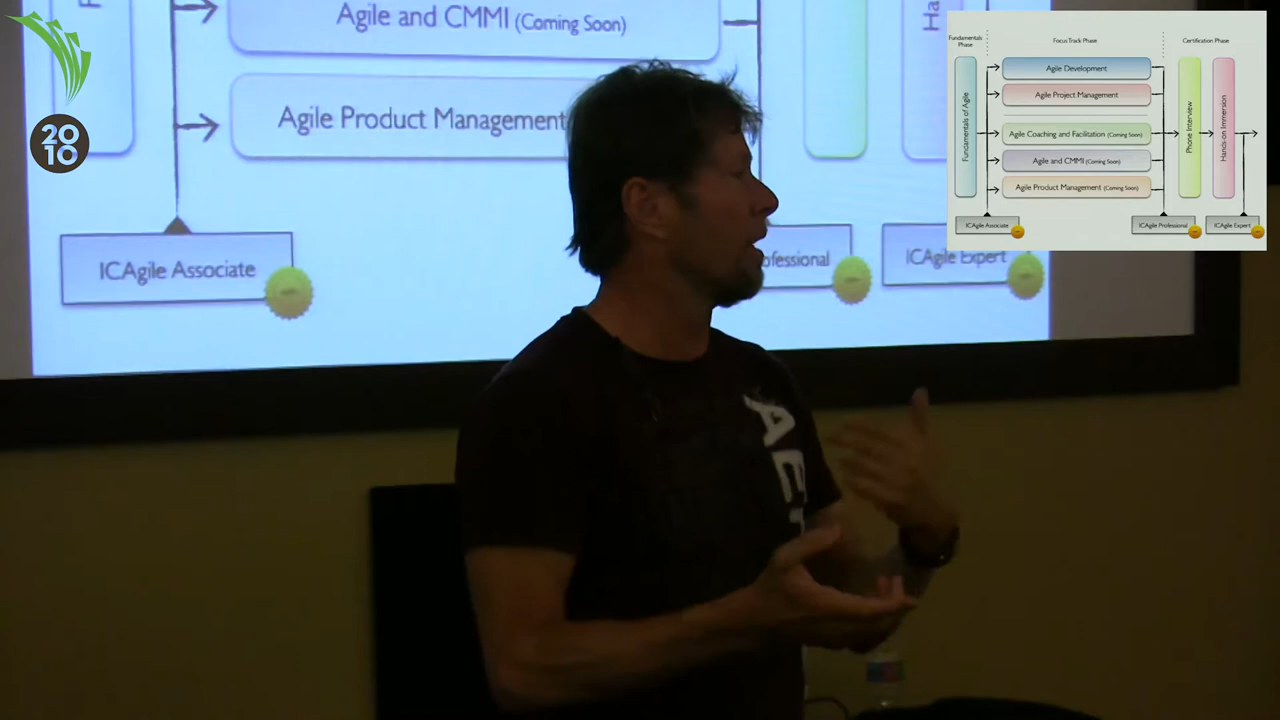 20
10
Agile and CMMI (Coming Soon)
Agile Product Management
ICAgile Associate
ofessional
ICAgile Expert
Ha
AE
Fundamentals Phase
Focus Track Phase
Certification Phase
Fundamentals of Agile
Agile Development
Agile Project Management
Agile Coaching and Facilitation (Coming Soon)
Agile and CMMI (Coming Soon)
Agile Product Management (Coming Soon)
Phone Interview
Hands-on Immersion
ICAgile Associate
ICAgile Professional
ICAgile Expert